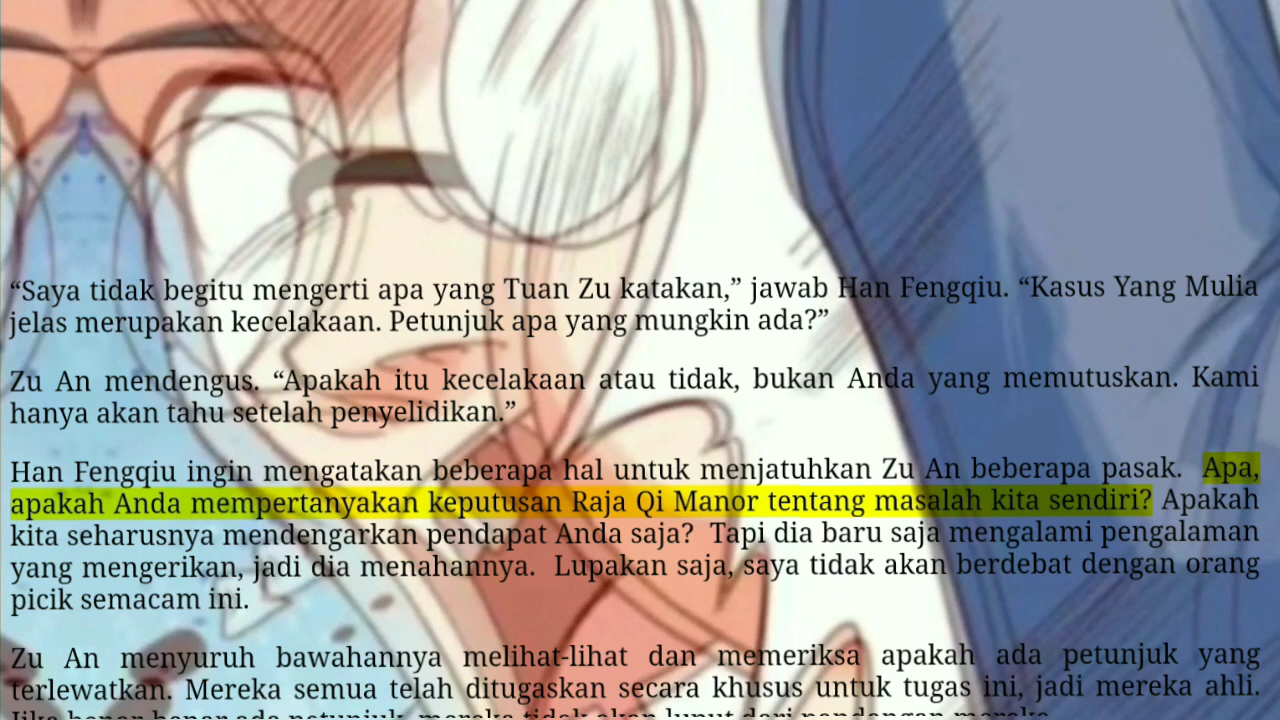 “Saya tidak begitu mengerti apa yang Tuan Zu katakan,” jawab Han Fengqiu. “Kasus Yang Mulia
jelas merupakan kecelakaan. Petunjuk apa yang mungkin ada?”
Zu An mendengus. “Apakah itu kecelakaan atau tidak, bukan Anda yang memutuskan. Kami
hanya akan tahu setelah penyelidikan.”
Han Fengqiu ingin mengatakan beberapa hal untuk menjatuhkan Zu An beberapa pasak. Apa,
apakah Anda mempertanyakan keputusan Raja Qi Manor tentang masalah kita sendiri? Apakah
kita seharusnya mendengarkan pendapat Anda saja? Tapi dia baru saja mengalami pengalaman
yang mengerikan, jadi dia menahannya. Lupakan saja, saya tidak akan berdebat dengan orang
picik semacam ini.
Zu An menyuruh bawahannya melihat-lihat dan memeriksa apakah ada petunjuk yang
terlewatkan. Mereka semua telah ditugaskan secara khusus untuk tugas ini, jadi mereka ahli.